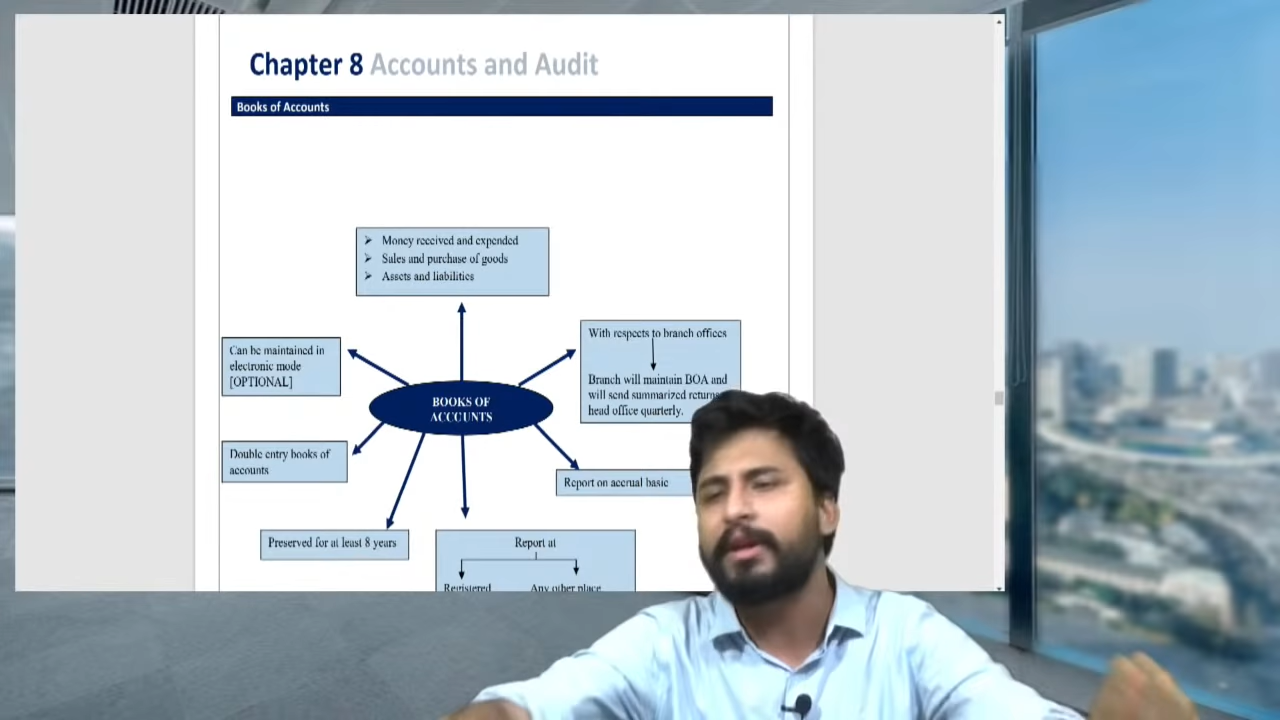 Chapter 8 Accounts and Audit
Books of Accounts
➢ Money received and expended
➢ Sales and purchase of goods
➢ Assets and liabilities
With respects to branch offices
Branch will maintain BOA and
will send summarized returns
head office quarterly.
Can be maintained in
electronic mode
[OPTIONAL]
BOOKS OF
ACCOUNTS
Double entry books of
accounts
Report on accrual basic
Preserved for at least 8 years
Report at
Registered
Any other place